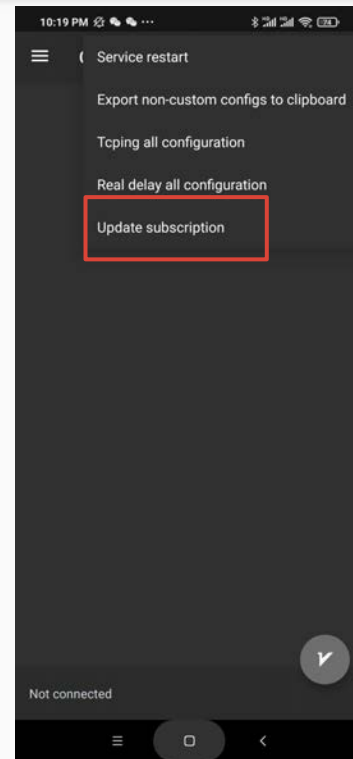 10:19 PM
74
Service restart
Export non-custom configs to clipboard
Tcping all configuration
Real delay all configuration
Update subscription
Not connected